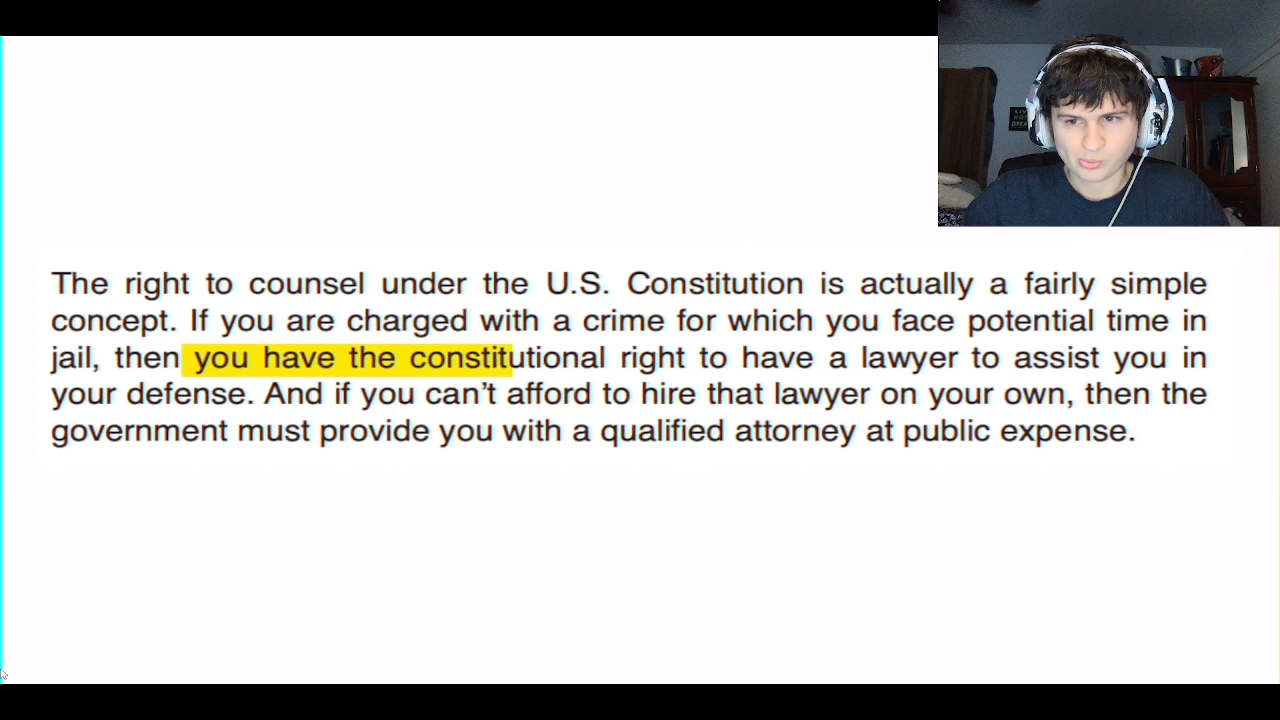 The right to counsel under the U.S. Constitution is actually a fairly simple
concept. If you are charged with a crime for which you face potential time in
jail, then you have the constitutional right to have a lawyer to assist you in
your defense. And if you can’t afford to hire that lawyer on your own, then the
government must provide you with a qualified attorney at public expense.